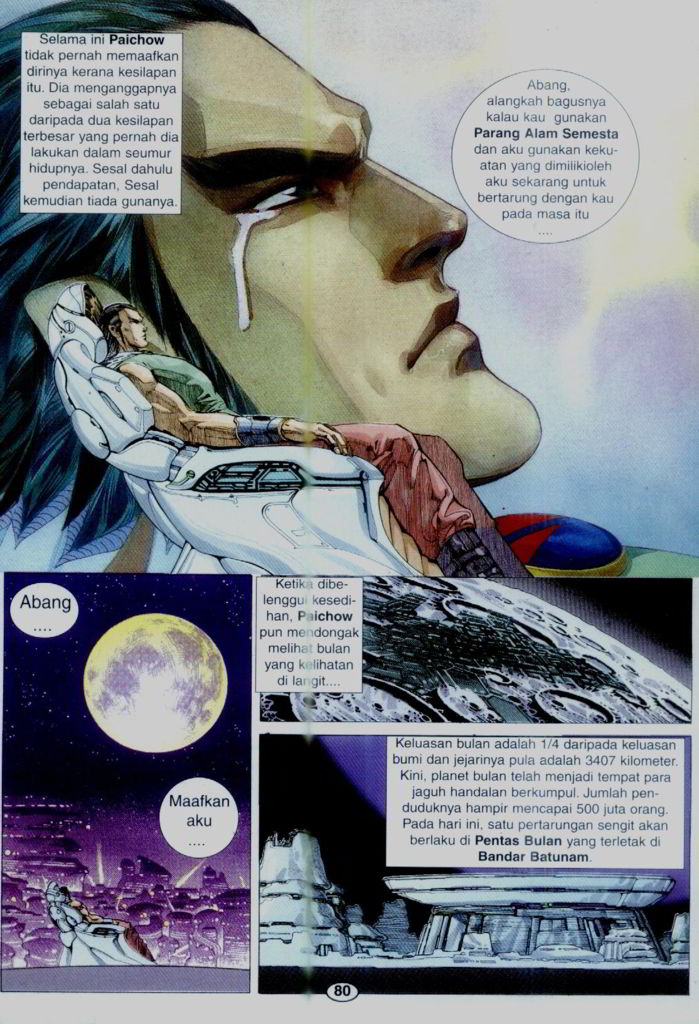 Selama ini Paichow
tidak pernah memaafkan
dirinya kerana kesilapan
itu. Dia menganggapnya
sebagai salah satu
daripada dua kesilapan
terbesar yang pernah dia
lakukan dalam seumur
hidupnya. Sesal dahulu
pendapatan, Sesal
kemudian tiada gunanya.
Abang,
alangkah bagusnya
kalau kau gunakan
Parang Alam Semesta
dan aku gunakan keku-
atan yang dimilikioleh
aku sekarang untuk
bertarung dengan kau
pada masa itu
....
Abang
....
Maafkan
aku
....
Ketika dibe-
lenggu kesedi-
han, Paichow
pun mendongak
melihat bulan
yang kelihatan
di langit....
Keluasan bulan adalah 1/4 daripada keluasan
bumi dan jejarinya pula adalah 3407 kilometer.
Kini, planet bulan telah menjadi tempat para
jaguh handalan berkumpul. Jumlah pen-
duduknya hampir mencapai 500 juta orang.
Pada hari ini, satu pertarungan sengit akan
berlaku di Pentas Bulan yang terletak di
Bandar Batunam.
80